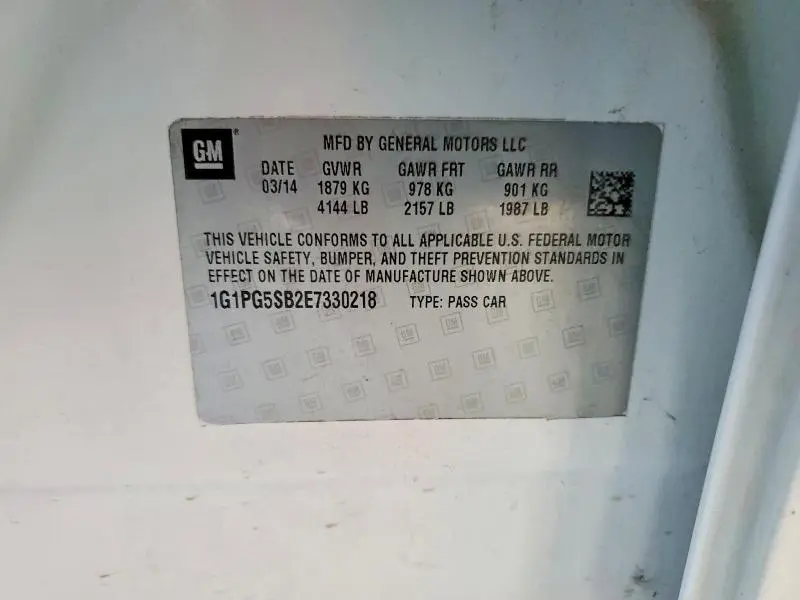 GM
MFD BY GENERAL MOTORS LLC
DATE GVWR GAWR FRT GAWR RR
03/14 1879 KG 978 KG 901 KG
4144 LB 2157 LB 1987 LB
THIS VEHICLE CONFORMS TO ALL APPLICABLE U.S. FEDERAL MOTOR
VEHICLE SAFETY, BUMPER, AND THEFT PREVENTION STANDARDS IN
EFFECT ON THE DATE OF MANUFACTURE SHOWN ABOVE.
1G1PG5SB2E7330218 TYPE: PASS CAR